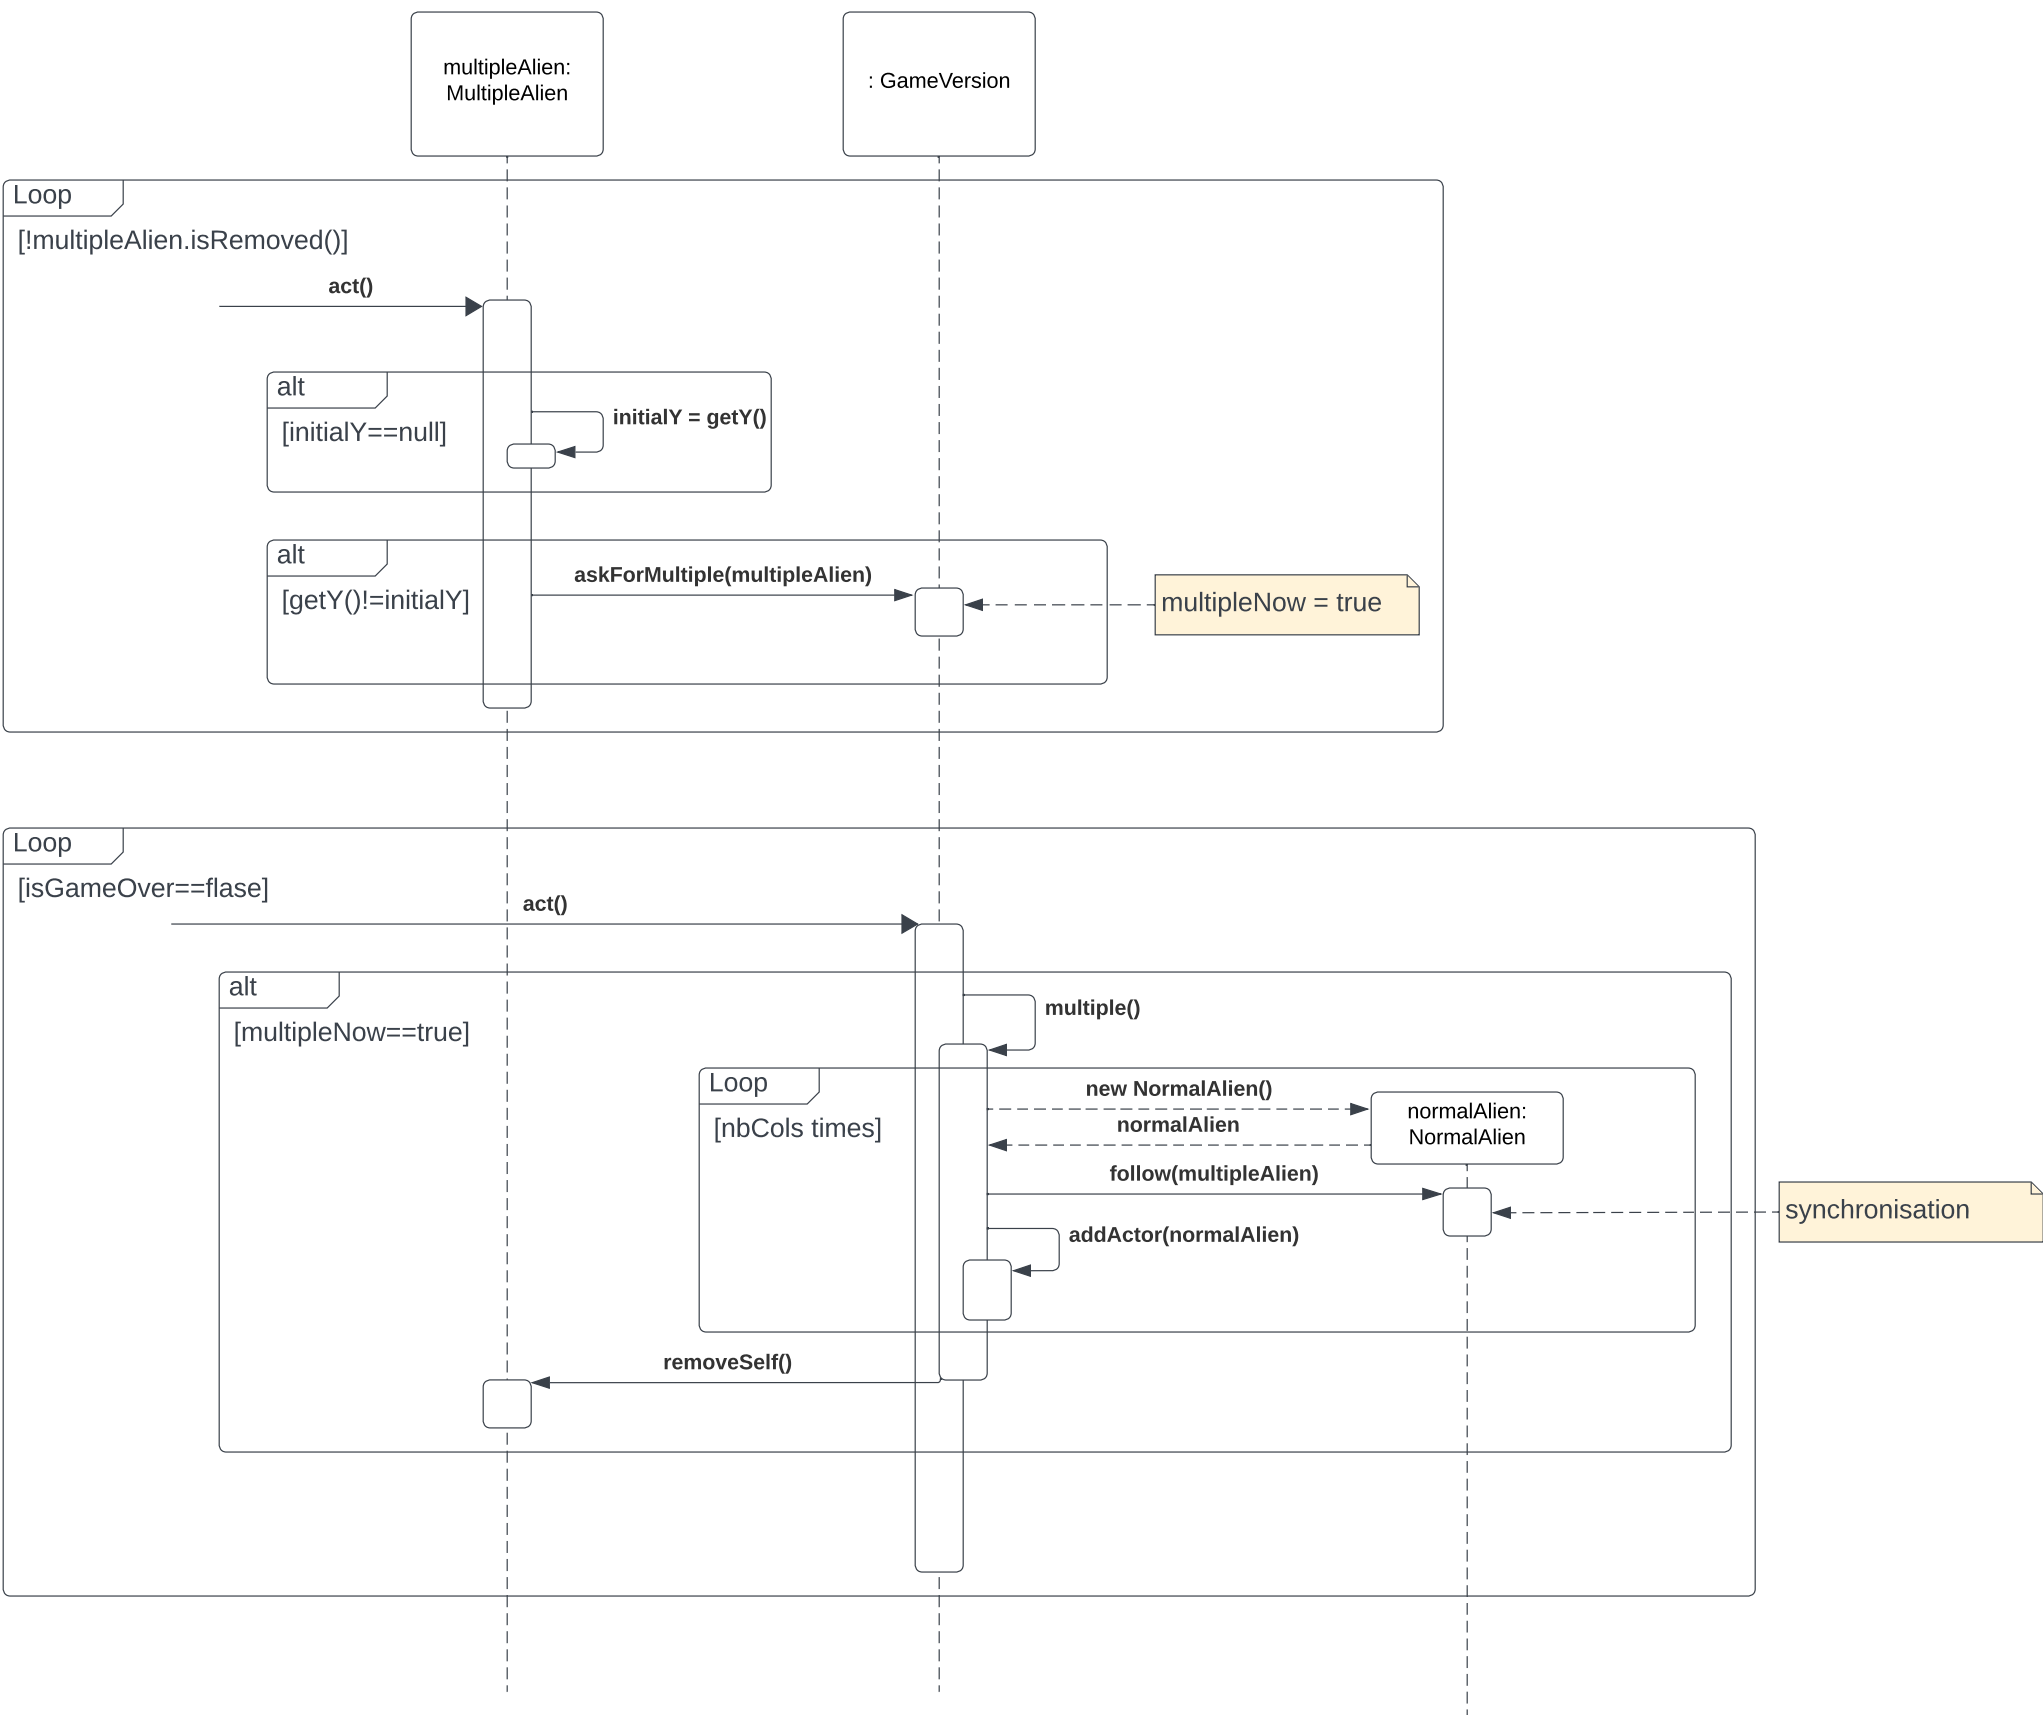 multipleAlien:
MultipleAlien
: GameVersion
Loop
[!multipleAlien.isRemoved()]
act()
alt
[initialY==null]
initialY = getY()
alt
[getY()!=initialY]
askForMultiple(multipleAlien)
multipleNow = true
Loop
[isGameOver==flase]
act()
alt
[multipleNow==true]
multiple()
Loop
[nbCols times]
new NormalAlien()
normalAlien:
NormalAlien
normalAlien
follow(multipleAlien)
synchronisation
addActor(normalAlien)
removeSelf()